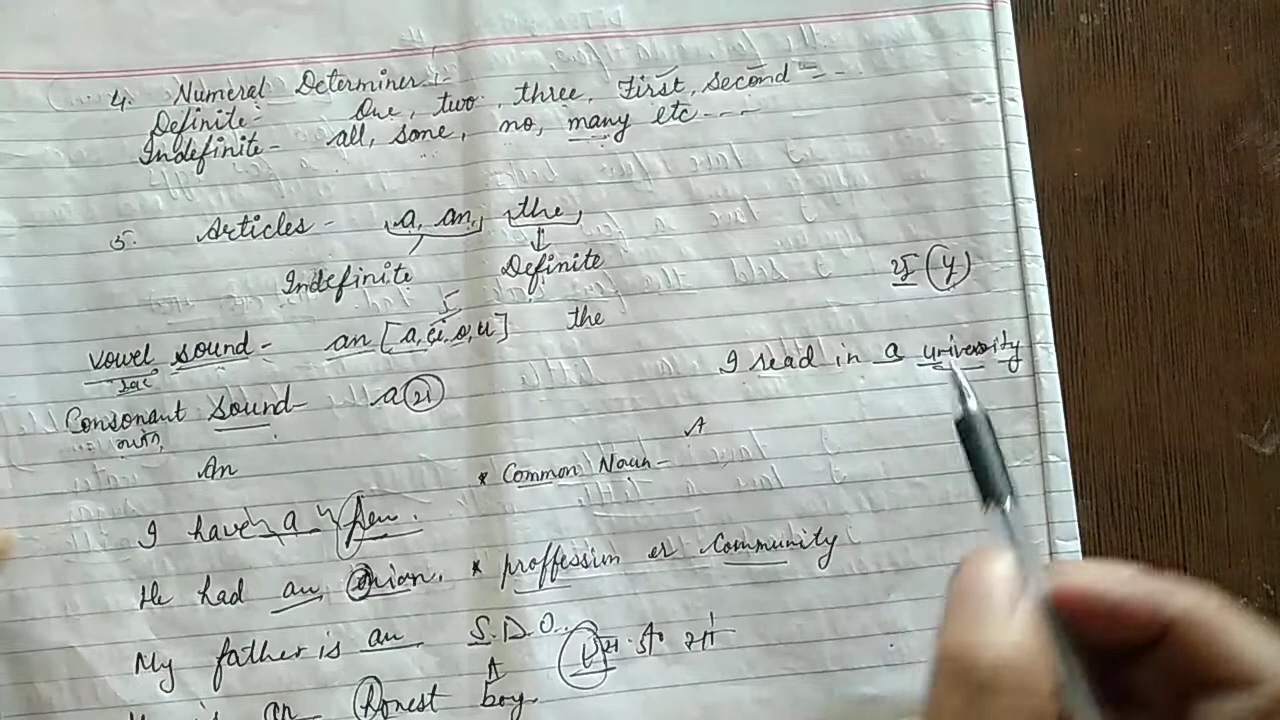 4. Numeral Determiner :-
Definite :- One, two, three, First, second
Indefinite - all, some, no, many etc ----
5. Articles - a, an, the
Indefinite Definite
य (y)
vowel sound - an [a, e, i, o, u] the
I read in a university
Consonant sound - a
An
* Common Noun -
I have a pen.
He had an onion. * proffession or community
My father is an S.D.O.
an honest boy.